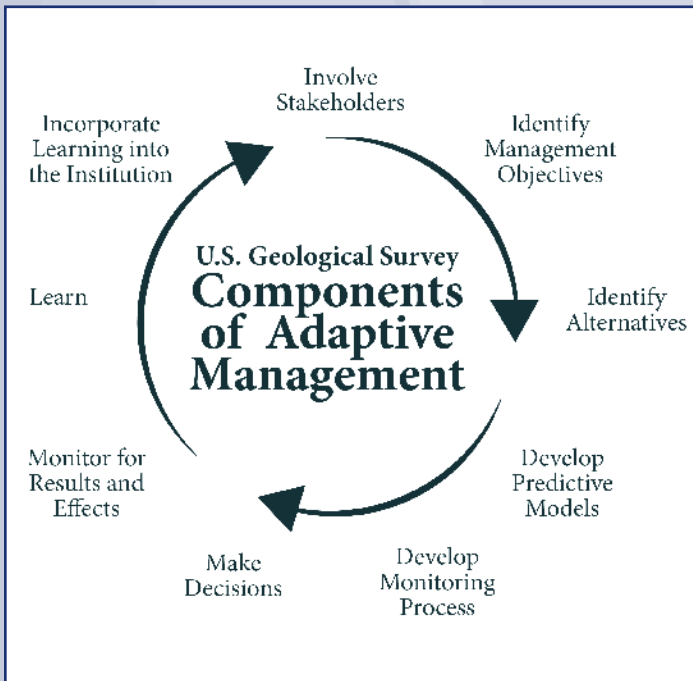 U.S. Geological Survey
Components
of Adaptive
Management
Involve
Stakeholders
Identify
Management
Objectives
Identify
Alternatives
Develop
Predictive
Models
Develop
Monitoring
Process
Make
Decisions
Monitor for
Results and
Effects
Learn
Incorporate
Learning into
the Institution